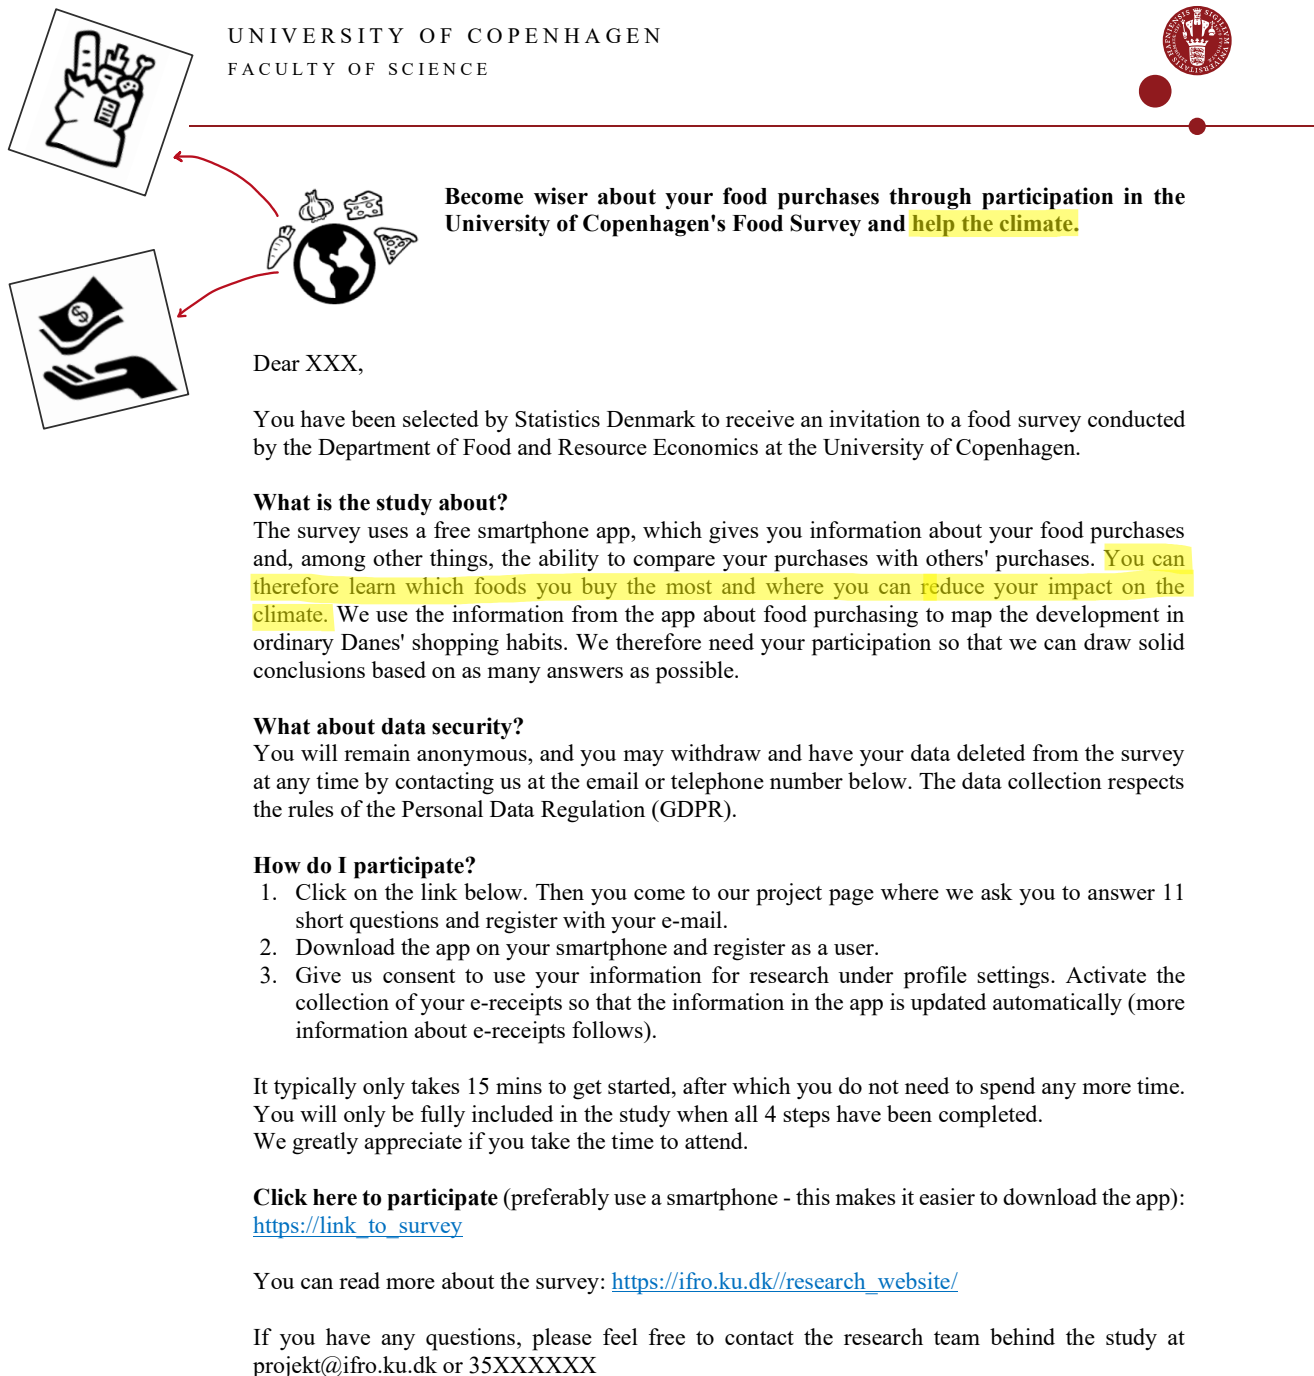 UNIVERSITY OF COPENHAGEN
FACULTY OF SCIENCE
Become wiser about your food purchases through participation in the
University of Copenhagen's Food Survey and help the climate.
$
Dear XXX,
You have been selected by Statistics Denmark to receive an invitation to a food survey conducted
by the Department of Food and Resource Economics at the University of Copenhagen.
What is the study about?
The survey uses a free smartphone app, which gives you information about your food purchases
and, among other things, the ability to compare your purchases with others' purchases. You can
therefore learn which foods you buy the most and where you can reduce your impact on the
climate. We use the information from the app about food purchasing to map the development in
ordinary Danes' shopping habits. We therefore need your participation so that we can draw solid
conclusions based on as many answers as possible.
What about data security?
You will remain anonymous, and you may withdraw and have your data deleted from the survey
at any time by contacting us at the email or telephone number below. The data collection respects
the rules of the Personal Data Regulation (GDPR).
How do I participate?
1. Click on the link below. Then you come to our project page where we ask you to answer 11
short questions and register with your e-mail.
2. Download the app on your smartphone and register as a user.
3. Give us consent to use your information for research under profile settings. Activate the
collection of your e-receipts so that the information in the app is updated automatically (more
information about e-receipts follows).
It typically only takes 15 mins to get started, after which you do not need to spend any more time.
You will only be fully included in the study when all 4 steps have been completed.
We greatly appreciate if you take the time to attend.
Click here to participate (preferably use a smartphone - this makes it easier to download the app):
https://link_to_survey
You can read more about the survey: https://ifro.ku.dk//research_website/
If you have any questions, please feel free to contact the research team behind the study at
projekt@ifro.ku.dk or 35XXXXXX